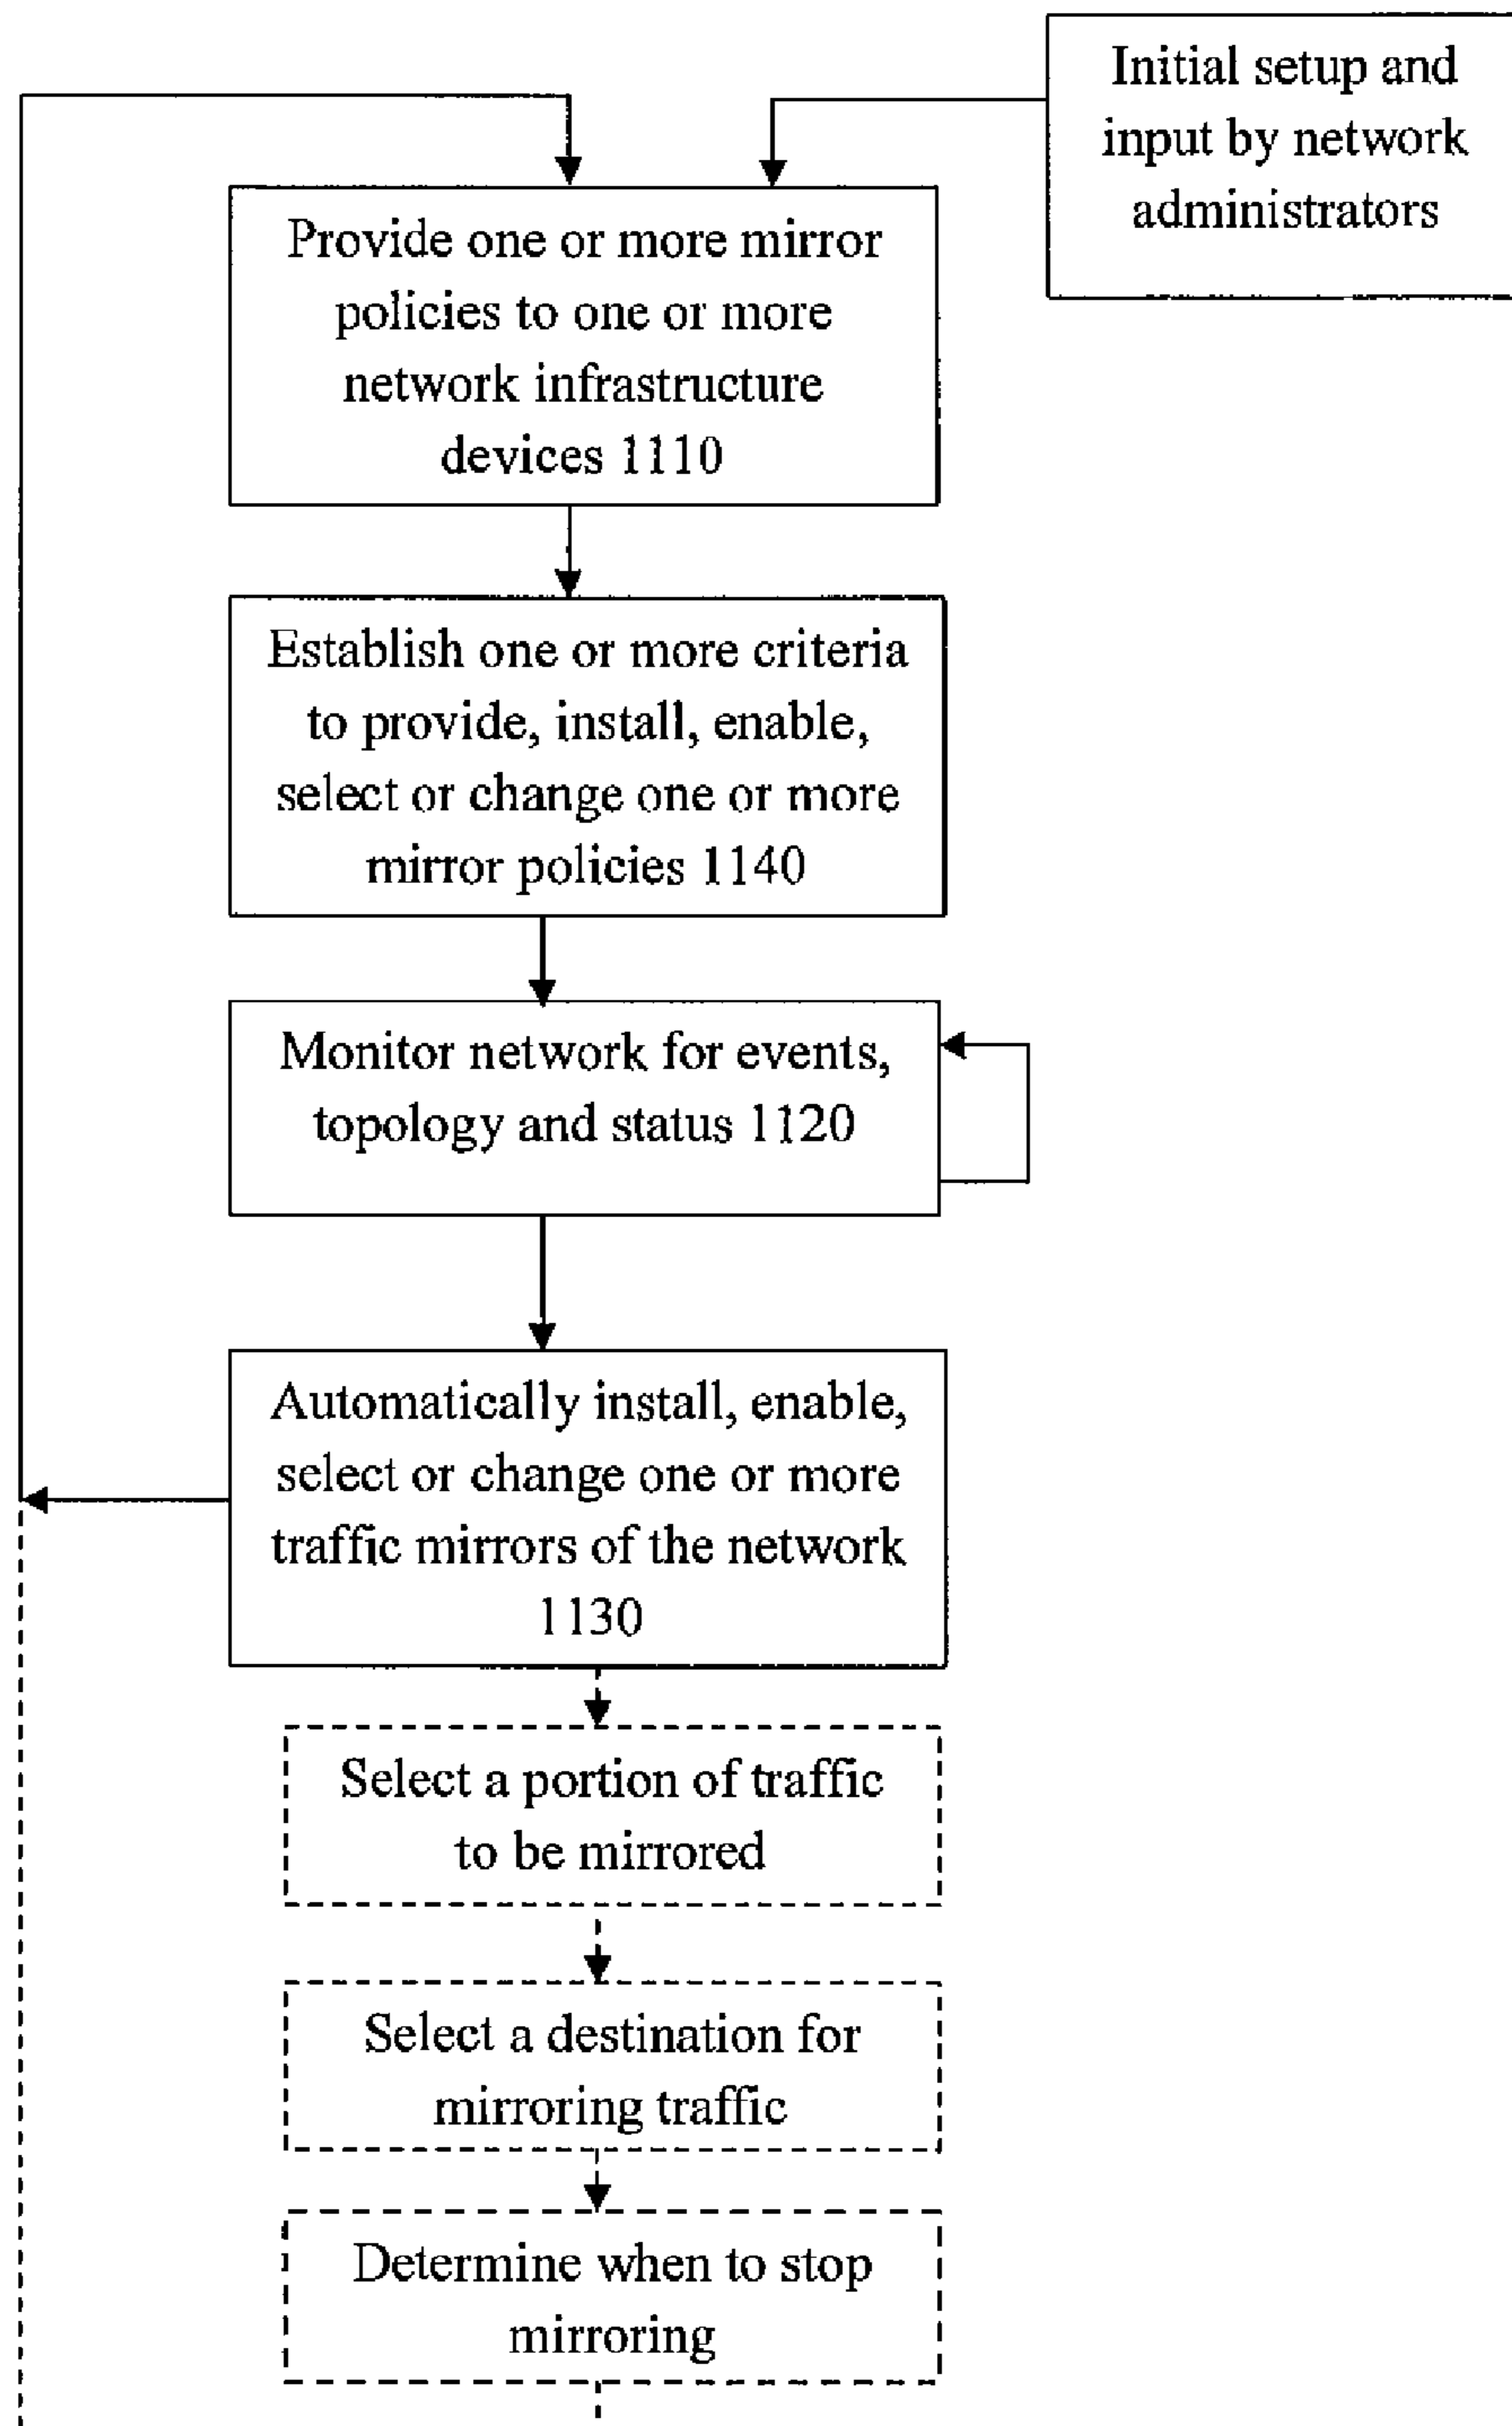 Initial setup and
input by network
administrators
Provide one or more mirror
policies to one or more
network infrastructure
devices 1110
Establish one or more criteria
to provide, install, enable,
select or change one or more
mirror policies 1140
Monitor network for events,
topology and status 1120
Automatically install, enable,
select or change one or more
traffic mirrors of the network
1130
Select a portion of traffic
to be mirrored
Select a destination for
mirroring traffic
Determine when to stop
mirroring